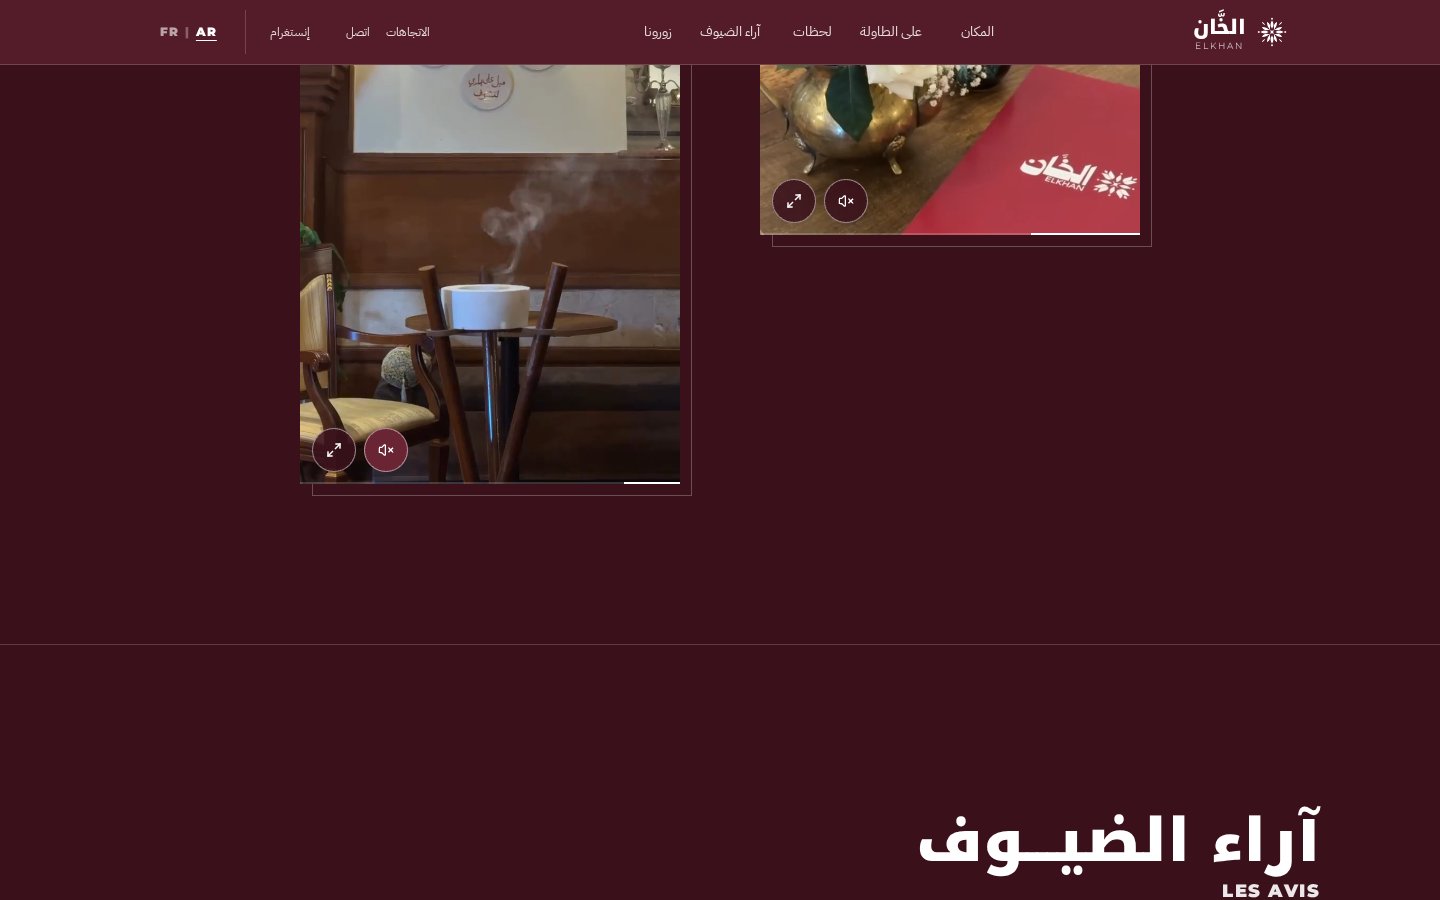 الخَّان
ELKHAN
المكان
على الطاولة
لحظات
آراء الضيوف
زورونا
الاتجاهات
اتصل
إنستغرام
FR | AR
الخَّان
ELKHAN
آراء الضيـوف
LES AVIS